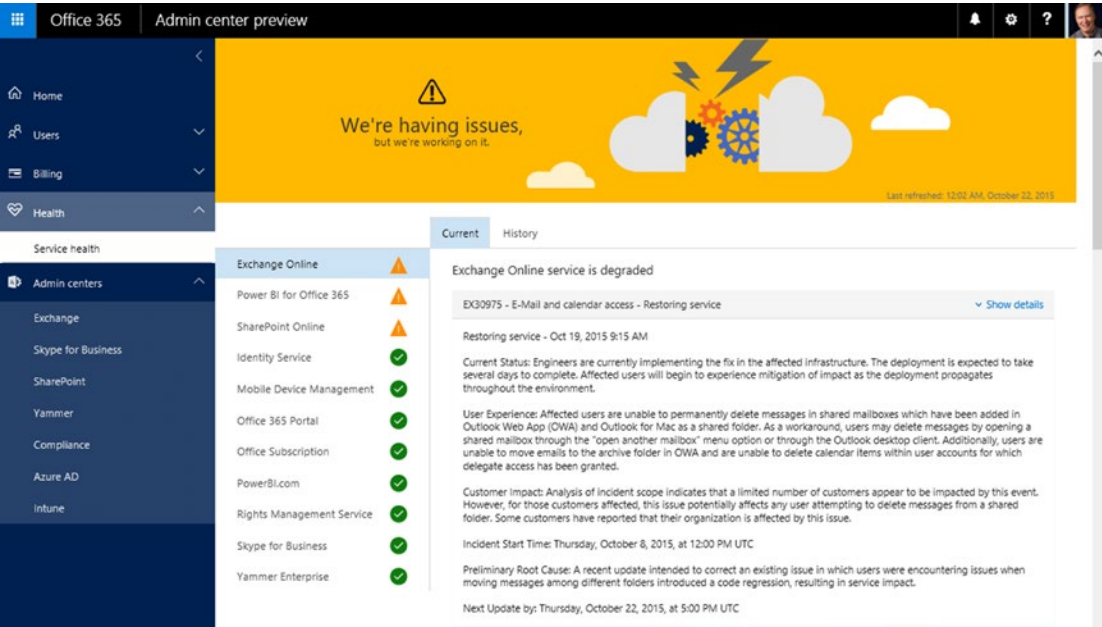 Office 365
Admin center preview
?
Home
Users
Billing
Health
Service health
Admin centers
Exchange
Skype for Business
SharePoint
Yammer
Compliance
Azure AD
Intune
We're having issues,
but we're working on it.
Last refreshed: 12:02 AM, October 22, 2015
Exchange Online
Power BI for Office 365
SharePoint Online
Identity Service
Mobile Device Management
Office 365 Portal
Office Subscription
PowerBI.com
Rights Management Service
Skype for Business
Yammer Enterprise
Current
History
Exchange Online service is degraded
EX30975 - E-Mail and calendar access - Restoring service
Show details
Restoring service - Oct 19, 2015 9:15 AM
Current Status: Engineers are currently implementing the fix in the affected infrastructure. The deployment is expected to take
several days to complete. Affected users will begin to experience mitigation of impact as the deployment propagates
throughout the environment.
User Experience: Affected users are unable to permanently delete messages in shared mailboxes which have been added in
Outlook Web App (OWA) and Outlook for Mac as a shared folder. As a workaround, users may delete messages by opening a
shared mailbox through the "open another mailbox" menu option or through the Outlook desktop client. Additionally, users are
unable to move emails to the archive folder in OWA and are unable to delete calendar items within user accounts for which
delegate access has been granted.
Customer Impact: Analysis of incident scope indicates that a limited number of customers appear to be impacted by this event.
However, for those customers affected, this issue potentially affects any user attempting to delete messages from a shared
folder. Some customers have reported that their organization is affected by this issue.
Incident Start Time: Thursday, October 8, 2015, at 12:00 PM UTC
Preliminary Root Cause: A recent update intended to correct an existing issue in which users were encountering issues when
moving messages among different folders introduced a code regression, resulting in service impact.
Next Update by: Thursday, October 22, 2015, at 5:00 PM UTC